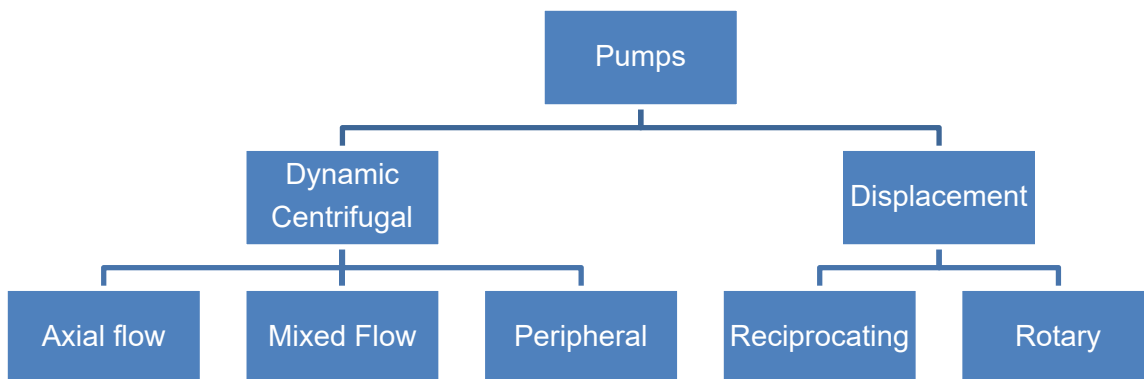 Pumps
Dynamic
Centrifugal
Displacement
Axial flow
Mixed Flow
Peripheral
Reciprocating
Rotary